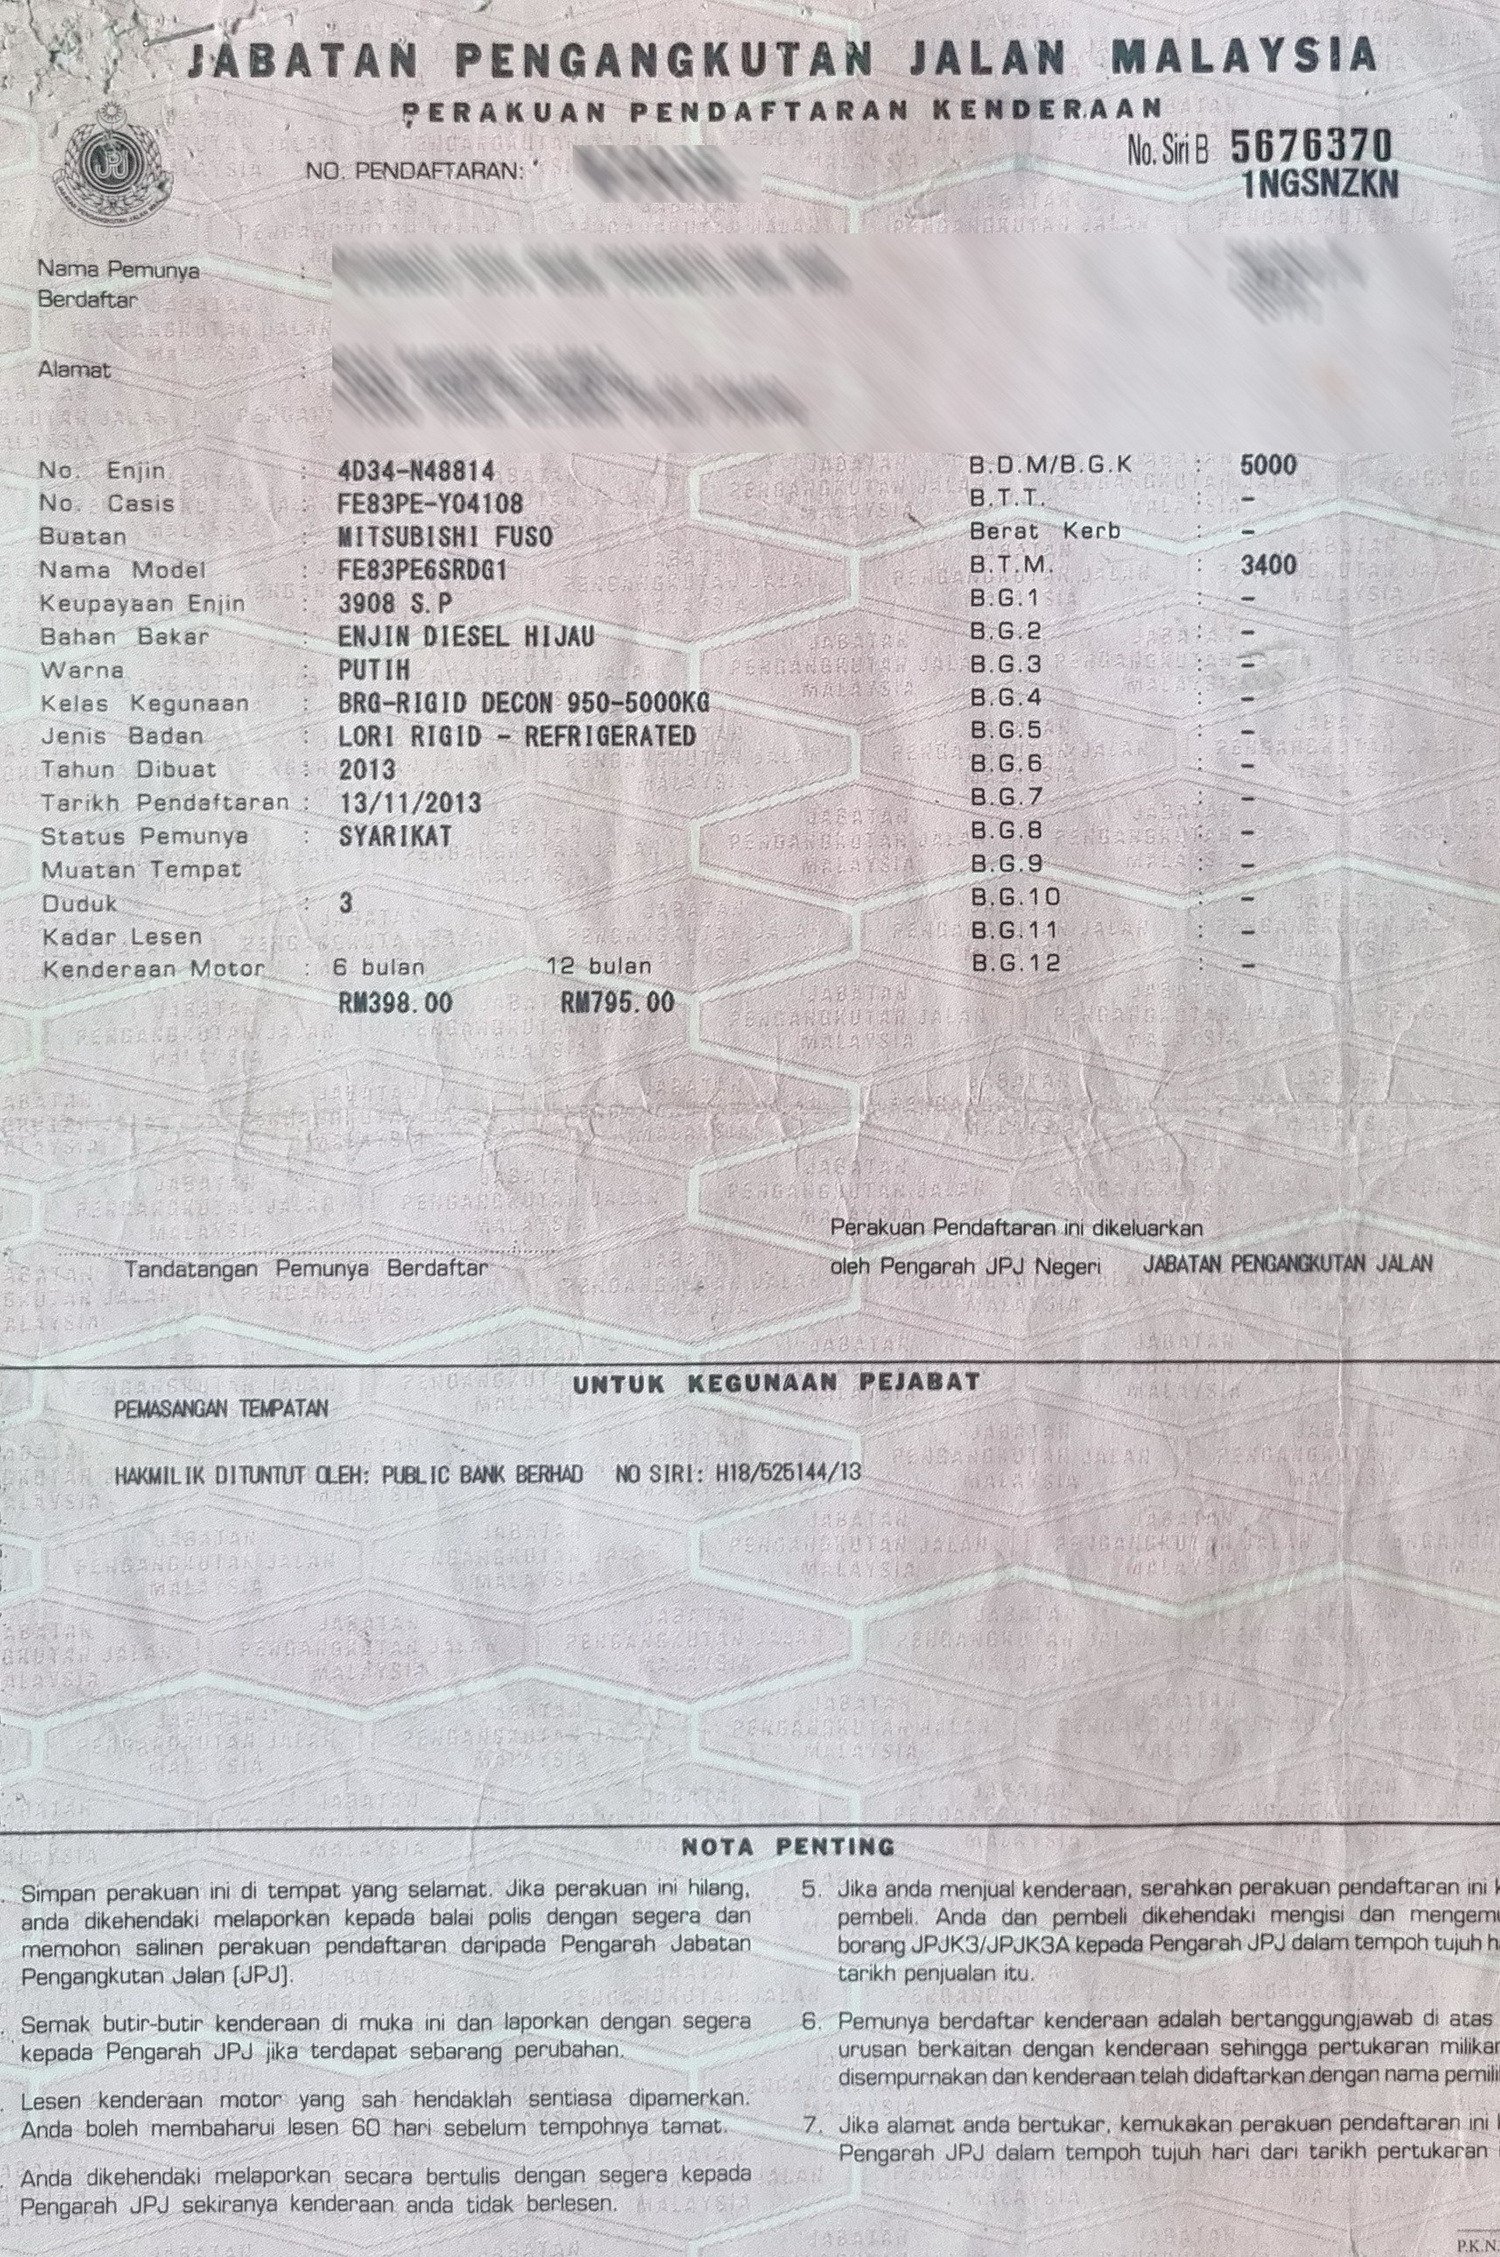 JABATAN PENGANGKUTAN JALAN MALAYSIA
PERAKUAN PENDAFTARAN KENDERAAN
No. Siri B 5676370
1NGSNZKN
NO. PENDAFTARAN:
Nama Pemunya :
Berdaftar
Alamat :
No. Enjin : 4D34-N48814
No. Casis : FE83PE-Y04108
Buatan : MITSUBISHI FUSO
Nama Model : FE83PE6SRDG1
Keupayaan Enjin : 3908 S.P
Bahan Bakar : ENJIN DIESEL HIJAU
Warna : PUTIH
Kelas Kegunaan : BRG-RIGID DECON 950-5000KG
Jenis Badan : LORI RIGID - REFRIGERATED
Tahun Dibuat : 2013
Tarikh Pendaftaran : 13/11/2013
Status Pemunya : SYARIKAT
Muatan Tempat
Duduk : 3
Kadar Lesen
Kenderaan Motor : 6 bulan 12 bulan
RM398.00 RM795.00
B.D.M/B.G.K : 5000
B.T.T. : -
Berat Kerb : -
B.T.M. : 3400
B.G.1 : -
B.G.2 : -
B.G.3 : -
B.G.4 : -
B.G.5 : -
B.G.6 : -
B.G.7 : -
B.G.8 : -
B.G.9 : -
B.G.10 : -
B.G.11 : -
B.G.12 : -
Tandatangan Pemunya Berdaftar
Perakuan Pendaftaran ini dikeluarkan
oleh Pengarah JPJ Negeri JABATAN PENGANGKUTAN JALAN
UNTUK KEGUNAAN PEJABAT
PEMASANGAN TEMPATAN
HAKMILIK DITUNTUT OLEH: PUBLIC BANK BERHAD NO SIRI: H18/525144/13
NOTA PENTING
Simpan perakuan ini di tempat yang selamat. Jika perakuan ini hilang,
anda dikehendaki melaporkan kepada balai polis dengan segera dan
memohon salinan perakuan pendaftaran daripada Pengarah Jabatan
Pengangkutan Jalan (JPJ).
Semak butir-butir kenderaan di muka ini dan laporkan dengan segera
kepada Pengarah JPJ jika terdapat sebarang perubahan.
Lesen kenderaan motor yang sah hendaklah sentiasa dipamerkan.
Anda boleh membaharui lesen 60 hari sebelum tempohnya tamat.
Anda dikehendaki melaporkan secara bertulis dengan segera kepada
Pengarah JPJ sekiranya kenderaan anda tidak berlesen.
5. Jika anda menjual kenderaan, serahkan perakuan pendaftaran ini
pembeli. Anda dan pembeli dikehendaki mengisi dan
borang JPJK3/JPJK3A kepada Pengarah JPJ dalam tempoh tujuh
tarikh penjualan itu.
6. Pemunya berdaftar kenderaan adalah bertanggungjawab di atas
urusan berkaitan dengan kenderaan sehingga pertukaran
disempurnakan dan kenderaan telah didaftarkan dengan nama
7. Jika alamat anda bertukar, kemukakan perakuan pendaftaran ini
Pengarah JPJ dalam tempoh tujuh hari dari tarikh pertukaran
P.K.N.